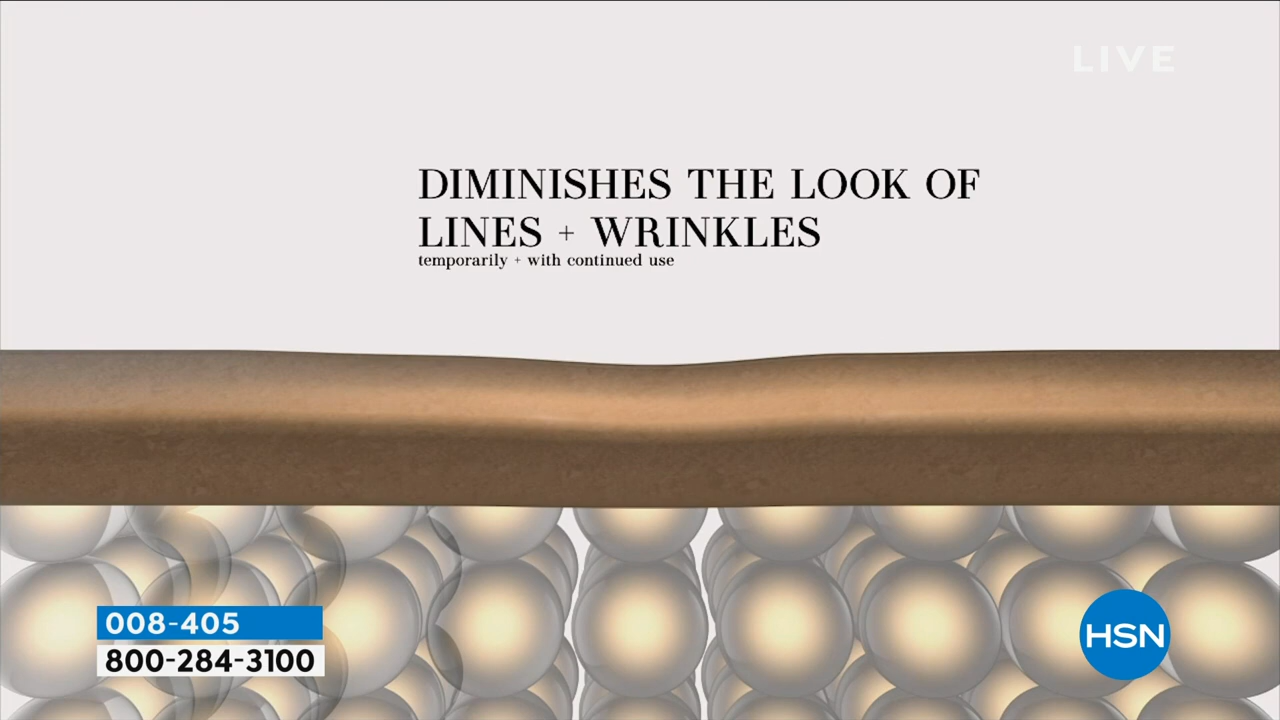 LIVE
DIMINISHES THE LOOK OF
LINES + WRINKLES
temporarily + with continued use
008-405
800-284-3100
HSN